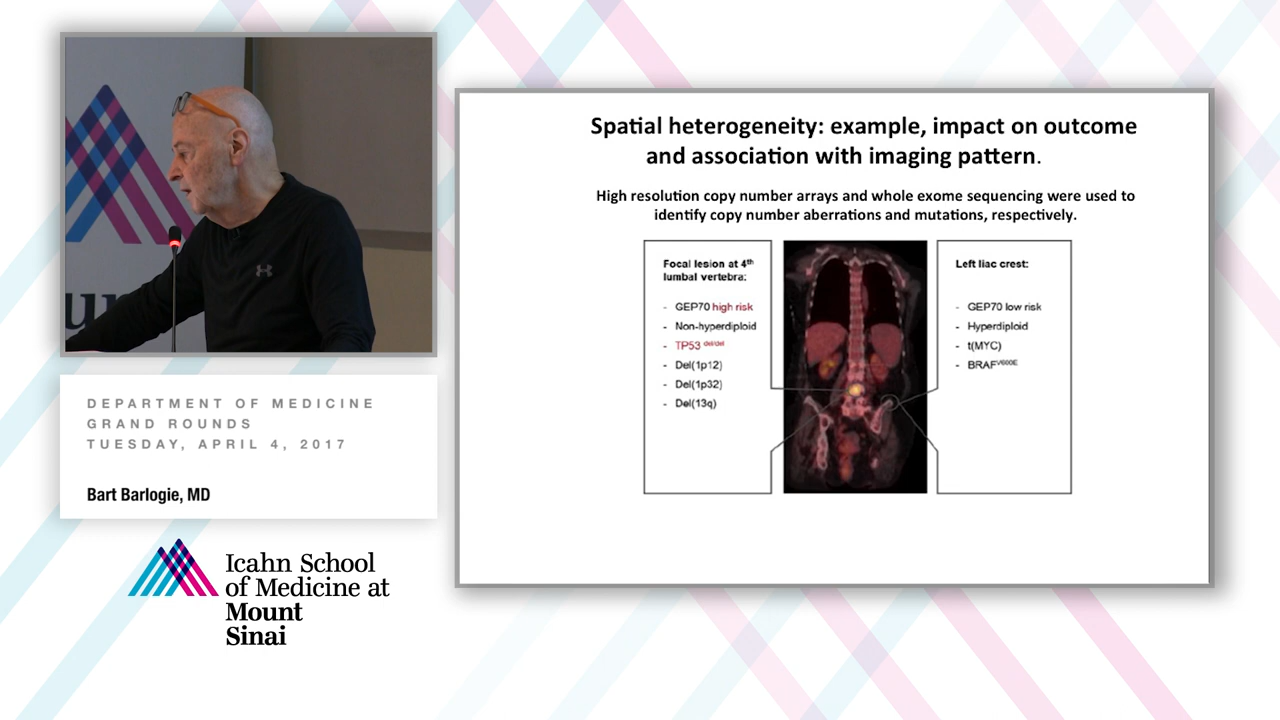 DEPARTMENT OF MEDICINE
GRAND ROUNDS
TUESDAY, APRIL 4, 2017
Bart Barlogie, MD
Icahn School
of Medicine at
Mount
Sinai
Spatial heterogeneity: example, impact on outcome
and association with imaging pattern.
High resolution copy number arrays and whole exome sequencing were used to
identify copy number aberrations and mutations, respectively.
Focal lesion at 4th
lumbal vertebra:
- GEP70 high risk
- Non-hyperdiploid
- TP53 del/del
- Del(1p12)
- Del(1p32)
- Del(13q)
Left iliac crest:
- GEP70 low risk
- Hyperdiploid
- t(MYC)
- BRAFV600E